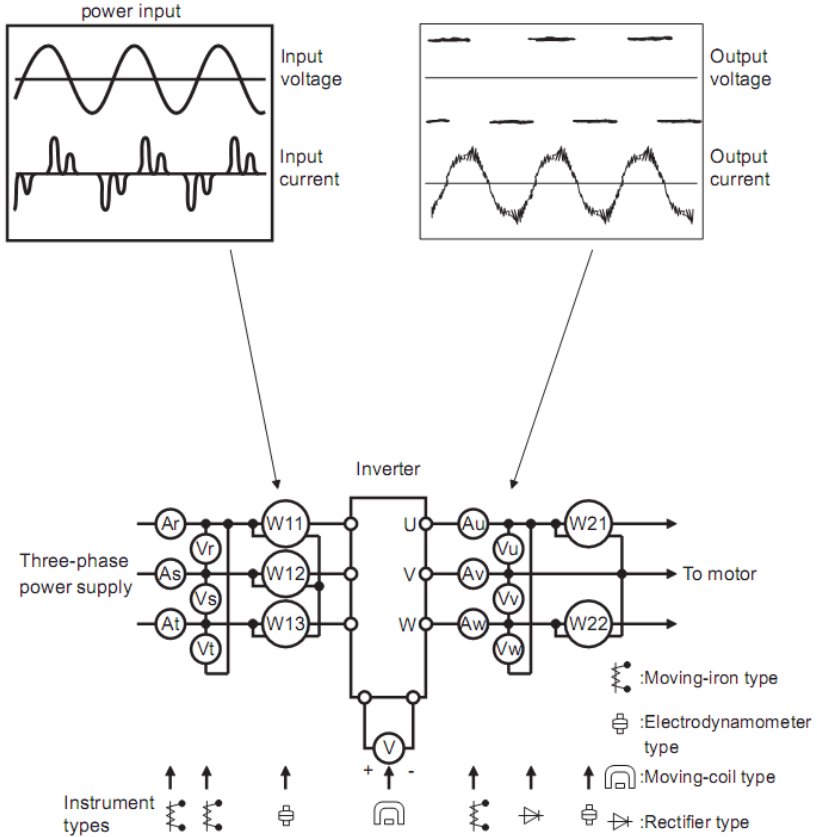 power input
Input
voltage
Input
current
Output
voltage
Output
current
Inverter
Ar
W11
U
Au
W21
Vr
Vu
Three-phase
power supply
As
W12
V
Av
To motor
Vs
Vv
At
W13
W
Aw
W22
Vt
Vw
:Moving-iron type
:Electrodynamometer
type
V
+ -
:Moving-coil type
Instrument
types
:Rectifier type